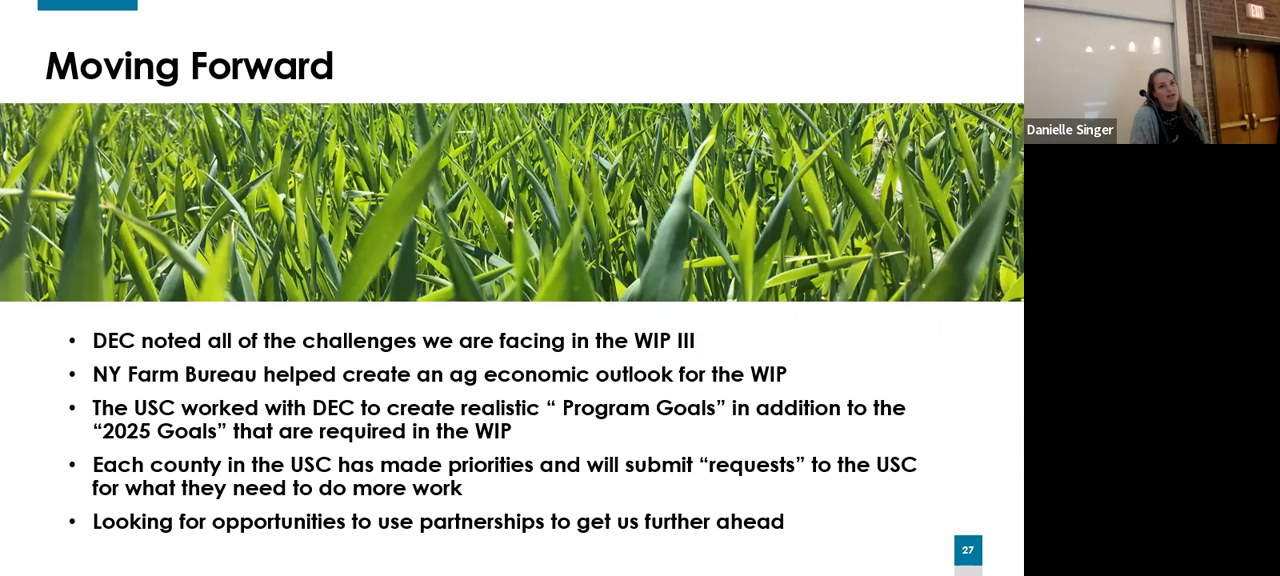 Moving Forward
• DEC noted all of the challenges we are facing in the WIP III
• NY Farm Bureau helped create an ag economic outlook for the WIP
• The USC worked with DEC to create realistic “ Program Goals” in addition to the
“2025 Goals” that are required in the WIP
• Each county in the USC has made priorities and will submit “requests” to the USC
for what they need to do more work
• Looking for opportunities to use partnerships to get us further ahead
27
EXIT
Danielle Singer